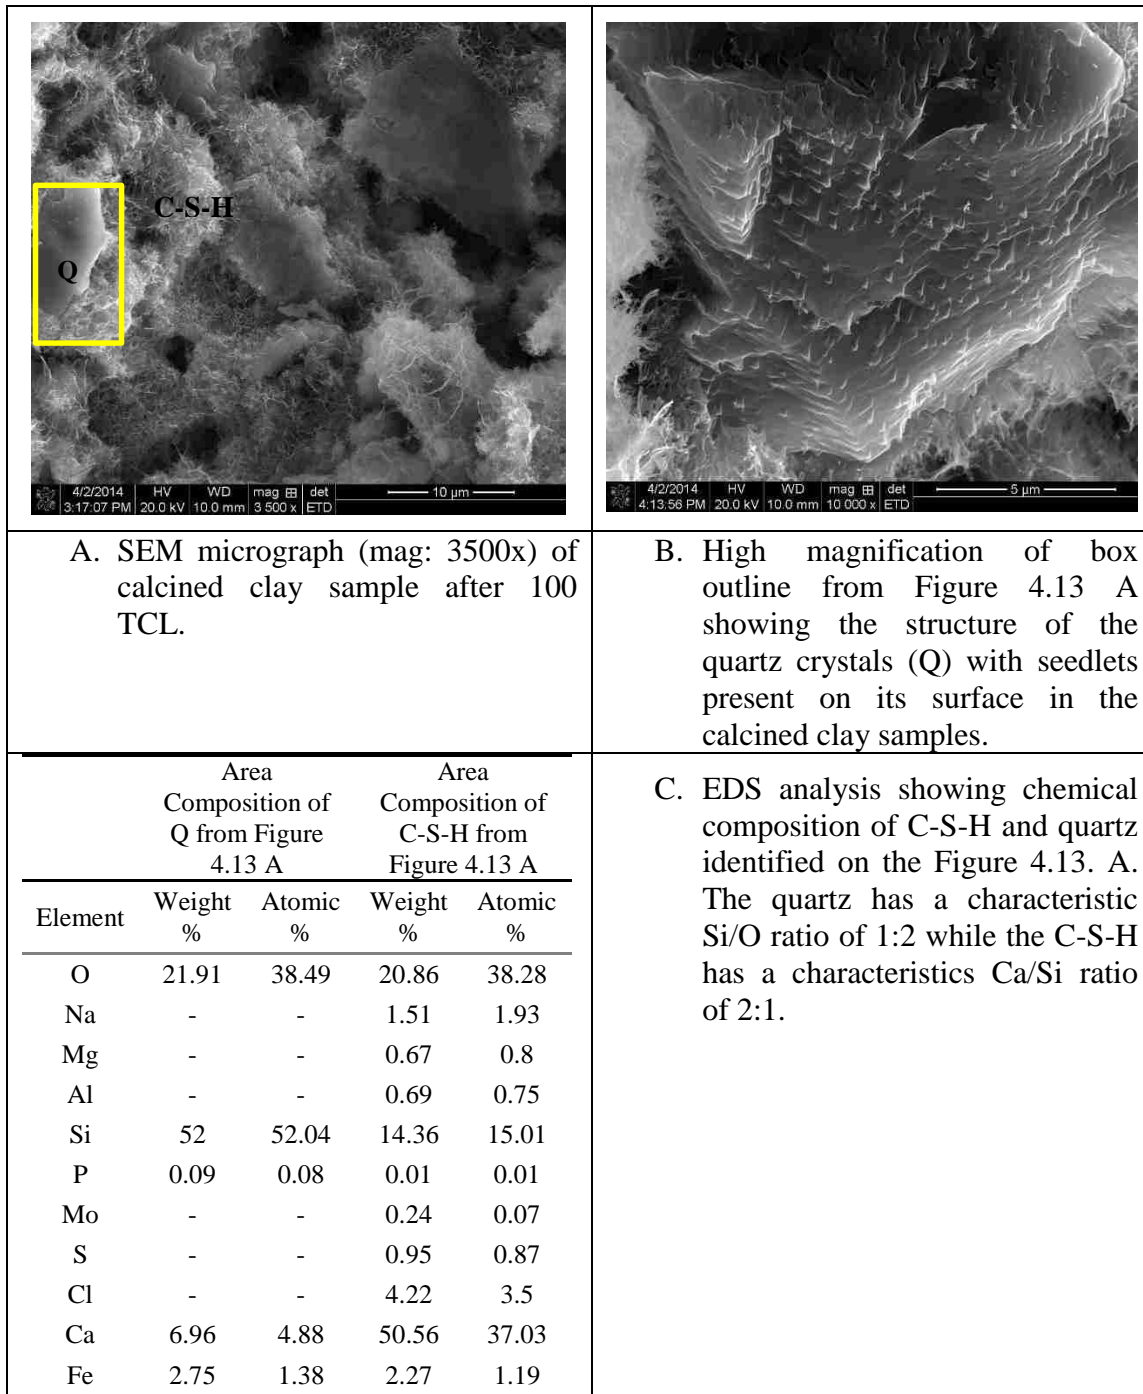 C-S-H
Q
4/2/2014 HV WD mag det 10 µm
3:17:07 PM 20.0 kV 10.0 mm 3 500 x ETD
4/2/2014 HV WD mag det 5 µm
4:13:56 PM 20.0 kV 10.0 mm 10 000 x ETD
A. SEM micrograph (mag: 3500x) of
calcined clay sample after 100
TCL.
B. High magnification of box
outline from Figure 4.13 A
showing the structure of the
quartz crystals (Q) with seedlets
present on its surface in the
calcined clay samples.
Area Area
Composition of Composition of
Q from Figure C-S-H from
4.13 A Figure 4.13 A
Element Weight % Atomic % Weight % Atomic %
O 21.91 38.49 20.86 38.28
Na - - 1.51 1.93
Mg - - 0.67 0.8
Al - - 0.69 0.75
Si 52 52.04 14.36 15.01
P 0.09 0.08 0.01 0.01
Mo - - 0.24 0.07
S - - 0.95 0.87
Cl - - 4.22 3.5
Ca 6.96 4.88 50.56 37.03
Fe 2.75 1.38 2.27 1.19
C. EDS analysis showing chemical
composition of C-S-H and quartz
identified on the Figure 4.13. A.
The quartz has a characteristic
Si/O ratio of 1:2 while the C-S-H
has a characteristics Ca/Si ratio
of 2:1.